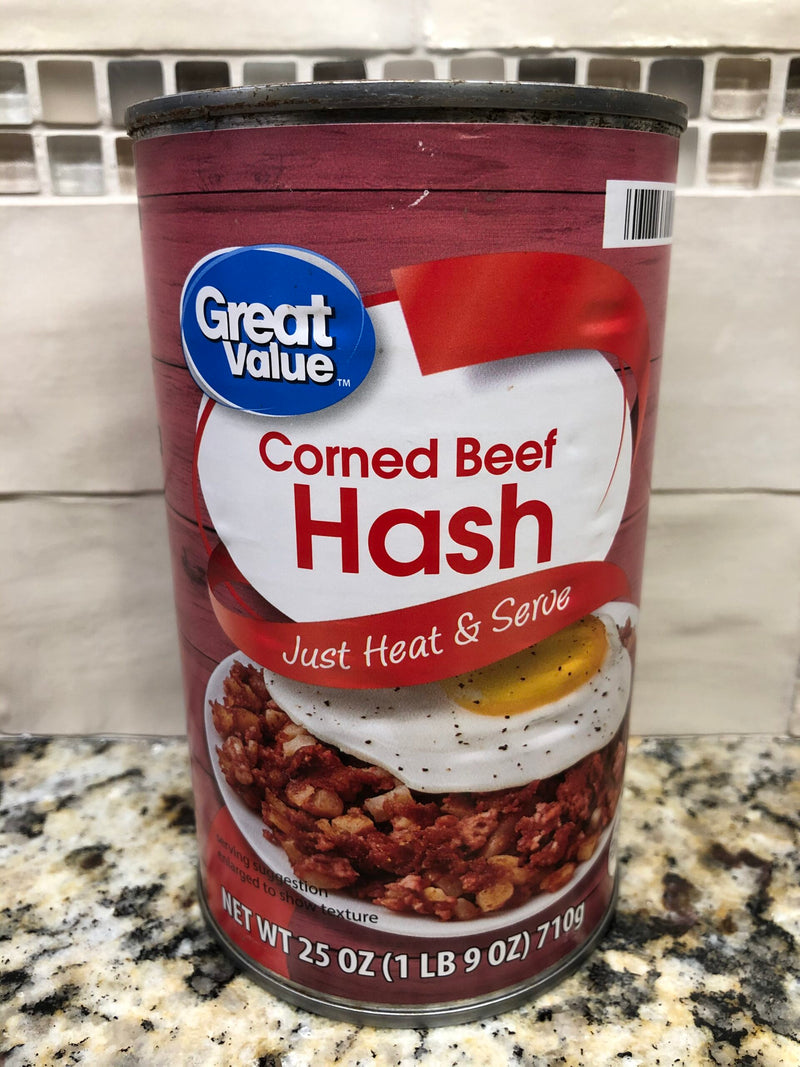 Great
Value™
Corned Beef
Hash
Just Heat & Serve
serving suggestion
enlarged to show texture
NET WT 25 OZ (1 LB 9 OZ) 710g